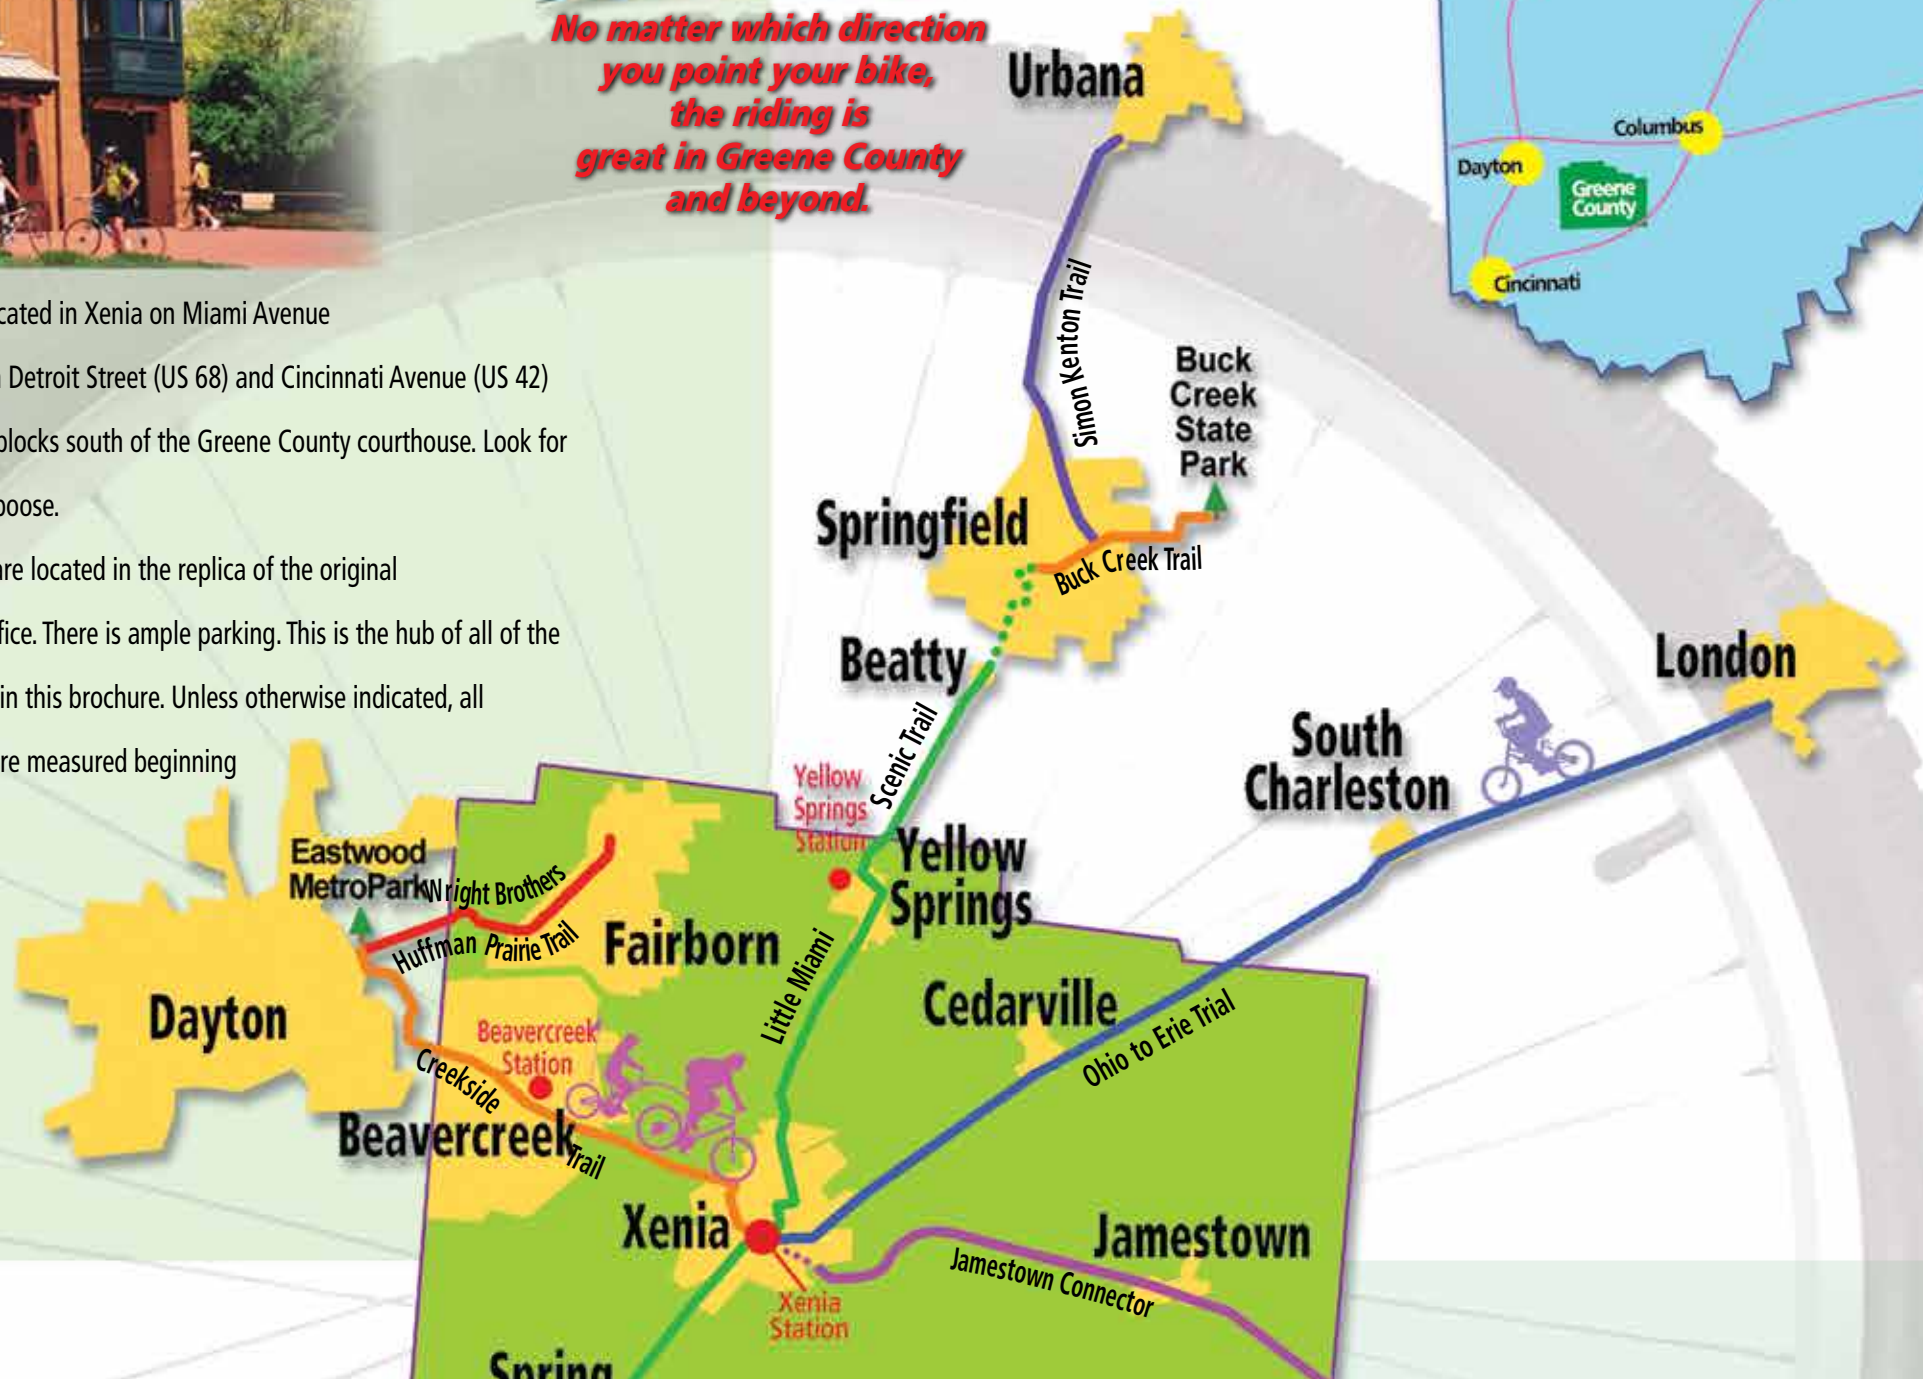 No matter which direction
you point your bike,
the riding is
great in Greene County
and beyond.
cated in Xenia on Miami Avenue
Detroit Street (US 68) and Cincinnati Avenue (US 42)
blocks south of the Greene County courthouse. Look for
boose.
are located in the replica of the original
fice. There is ample parking. This is the hub of all of the
in this brochure. Unless otherwise indicated, all
re measured beginning
Columbus
Dayton
Greene
County
Cincinnati
Urbana
Simon Kenton Trail
Buck
Creek
State
Park
Springfield
Buck Creek Trail
Beatty
Scenic Trail
London
South
Charleston
Yellow
Springs
Station
Yellow
Springs
Eastwood
MetroPark
Wright Brothers
Huffman Prairie Trail
Fairborn
Little Miami
Cedarville
Ohio to Erie Trial
Dayton
Beavercreek
Station
Creekside
Trail
Beavercreek
Xenia
Jamestown
Jamestown Connector
Xenia
Station
Spring